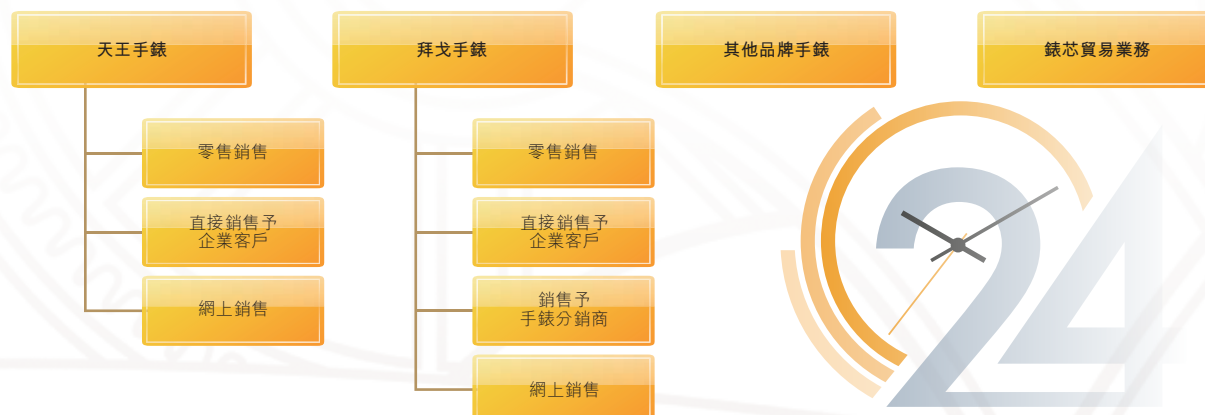 天王手錶
拜戈手錶
其他品牌手錶
錶芯貿易業務
零售銷售
直接銷售予
企業客戶
網上銷售
零售銷售
直接銷售予
企業客戶
銷售予
手錶分銷商
網上銷售
24